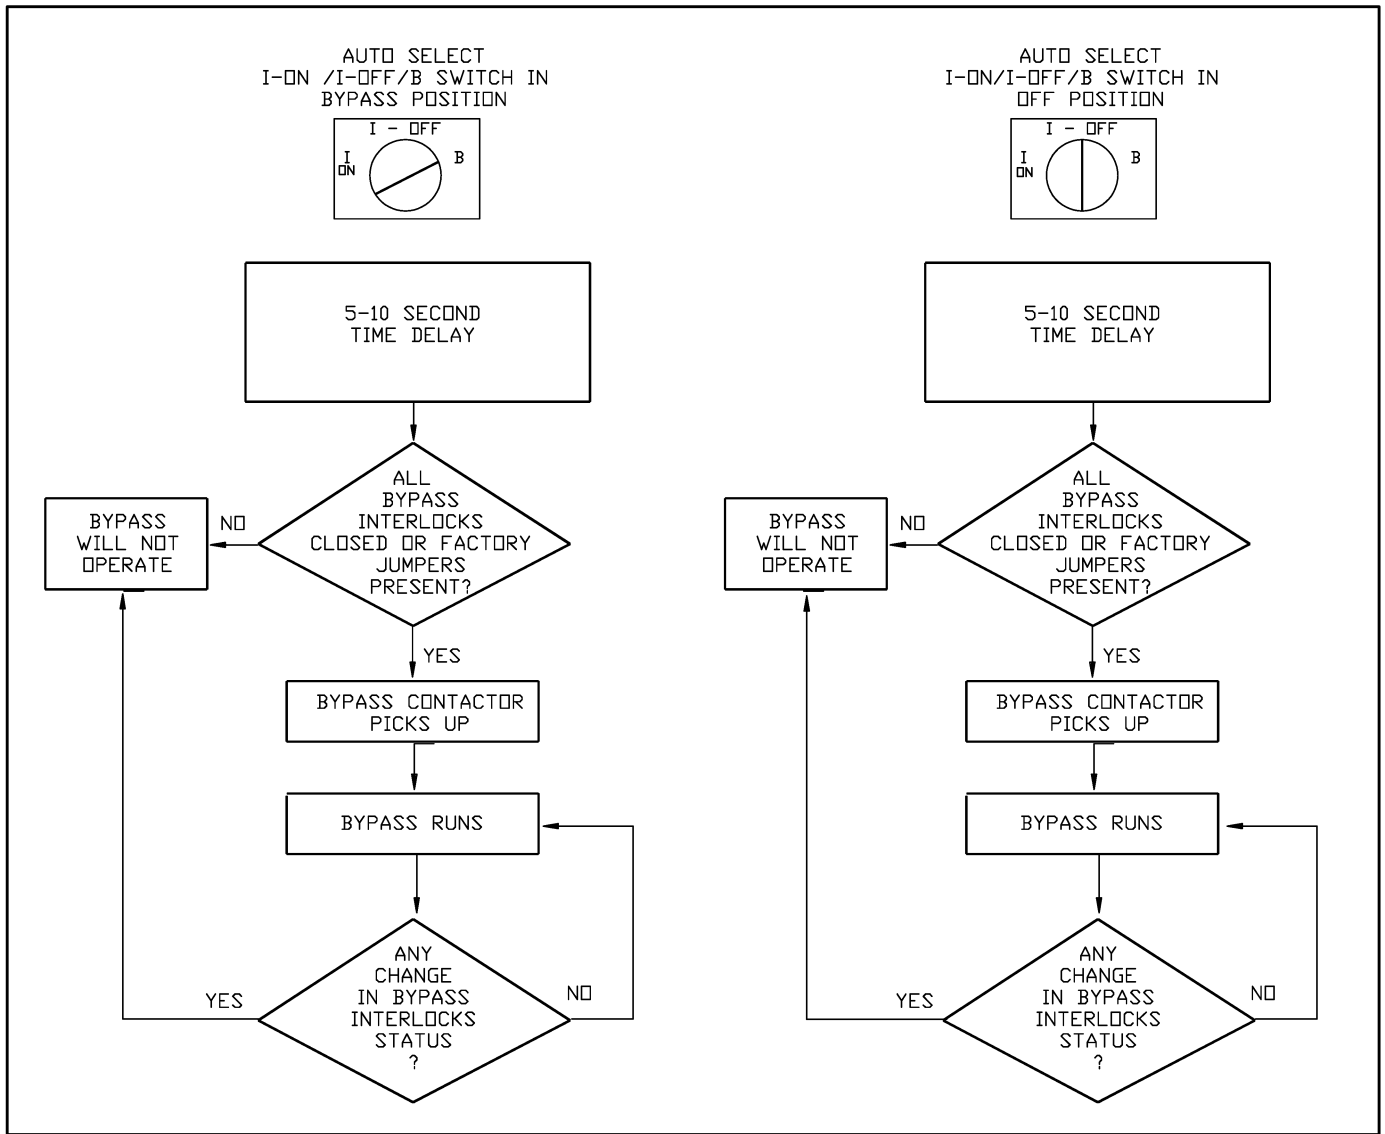 AUTO SELECT
I-ON /I-OFF/B SWITCH IN
BYPASS POSITION
I - OFF
I
ON
B
5-10 SECOND
TIME DELAY
ALL
BYPASS
INTERLOCKS
CLOSED OR FACTORY
JUMPERS
PRESENT?
NO
BYPASS
WILL NOT
OPERATE
YES
BYPASS CONTACTOR
PICKS UP
BYPASS RUNS
ANY
CHANGE
IN BYPASS
INTERLOCKS
STATUS
?
YES
NO
AUTO SELECT
I-ON/I-OFF/B SWITCH IN
OFF POSITION
I - OFF
I
ON
B
5-10 SECOND
TIME DELAY
ALL
BYPASS
INTERLOCKS
CLOSED OR FACTORY
JUMPERS
PRESENT?
NO
BYPASS
WILL NOT
OPERATE
YES
BYPASS CONTACTOR
PICKS UP
BYPASS RUNS
ANY
CHANGE
IN BYPASS
INTERLOCKS
STATUS
?
YES
NO